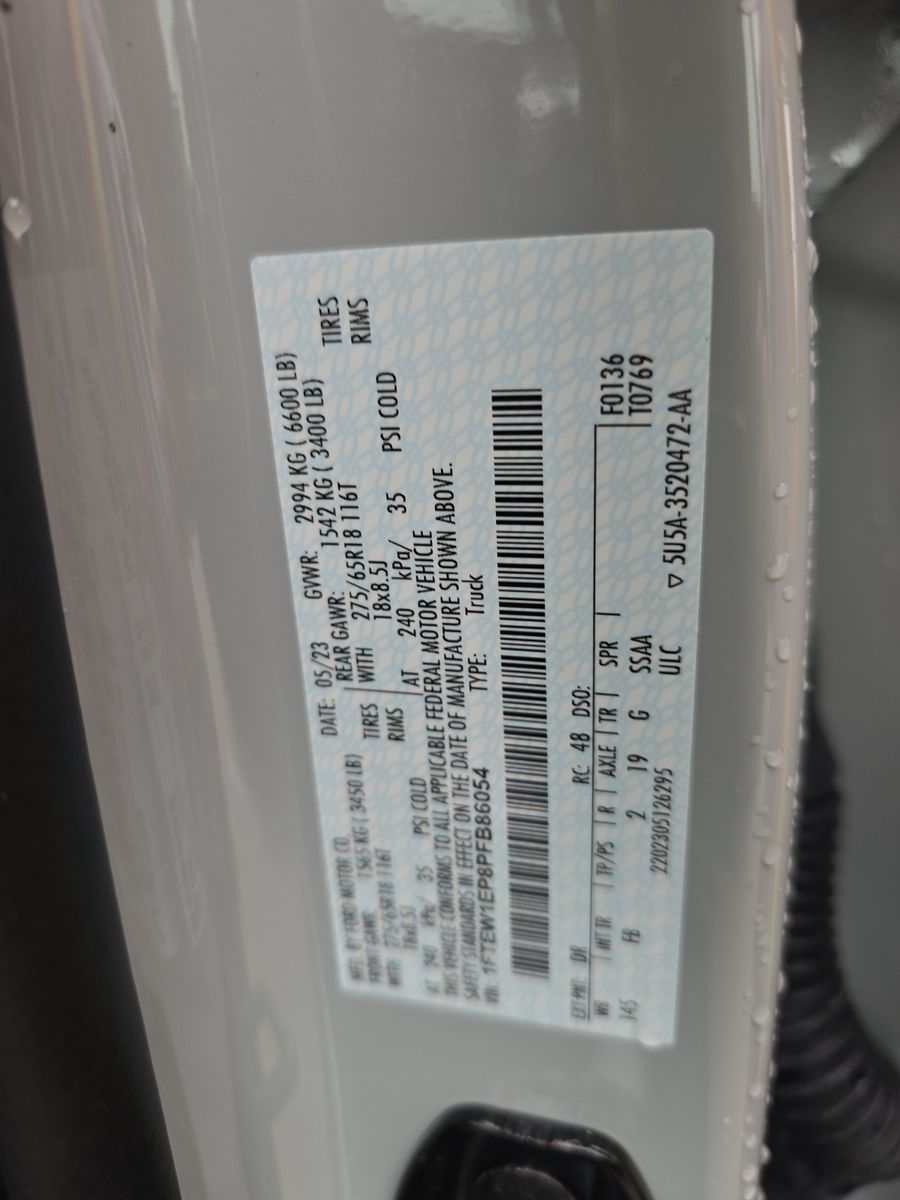 MFD. BY FORD MOTOR CO.
DATE: 05/23 GVWR: 2994 KG ( 6600 LB)
FRONT GAWR: 1565 KG ( 3450 LB) REAR GAWR: 1542 KG ( 3400 LB)
WITH 275/65R18 116T TIRES WITH 275/65R18 116T TIRES
18x8.5J RIMS 18x8.5J RIMS
AT 240 kPa/ 35 PSI COLD AT 240 kPa/ 35 PSI COLD
THIS VEHICLE CONFORMS TO ALL APPLICABLE FEDERAL MOTOR VEHICLE
SAFETY STANDARDS IN EFFECT ON THE DATE OF MANUFACTURE SHOWN ABOVE.
VIN: 1FTEW1EP8PFB86054 TYPE: Truck
EXT PNT: DR RC: 48 DSO:
WB INT TR TP/PS R AXLE TR SPR F0136
145 FB 2 19 G SSAA T0769
2202305126295 ULC
▽ 5U5A-3520472-AA